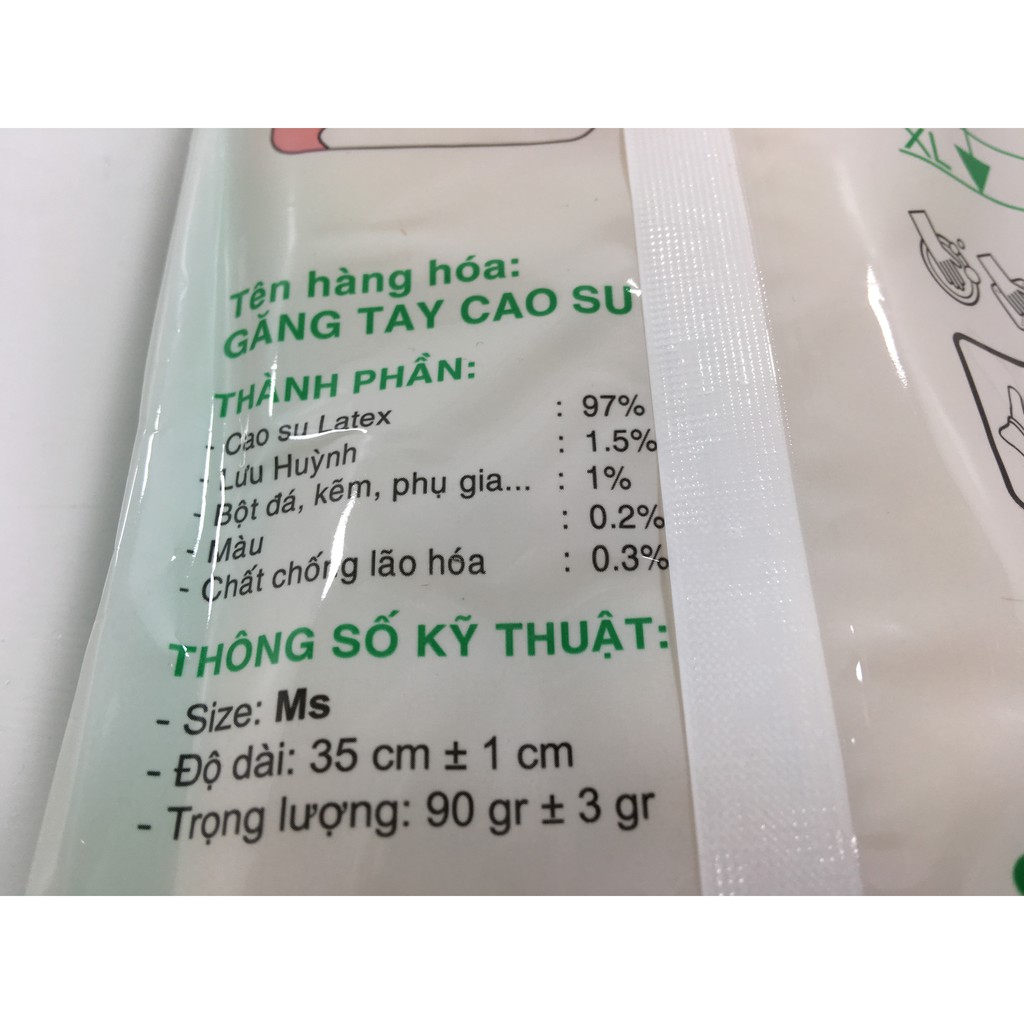 Tên hàng hóa:
GĂNG TAY CAO SU
THÀNH PHẦN:
- Cao su Latex : 97%
- Lưu Huỳnh : 1.5%
- Bột đá, kẽm, phụ gia... : 1%
- Màu : 0.2%
- Chất chống lão hóa : 0.3%
THÔNG SỐ KỸ THUẬT:
- Size: Ms
- Độ dài: 35 cm ± 1 cm
- Trọng lượng: 90 gr ± 3 gr
XL